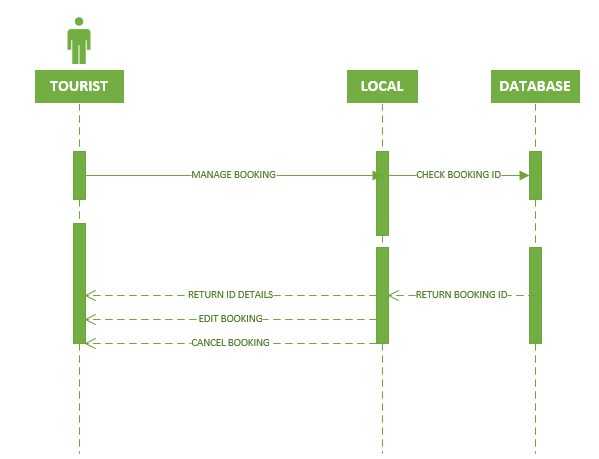 TOURIST
LOCAL
DATABASE
MANAGE BOOKING
CHECK BOOKING ID
RETURN ID DETAILS
RETURN BOOKING ID
EDIT BOOKING
CANCEL BOOKING